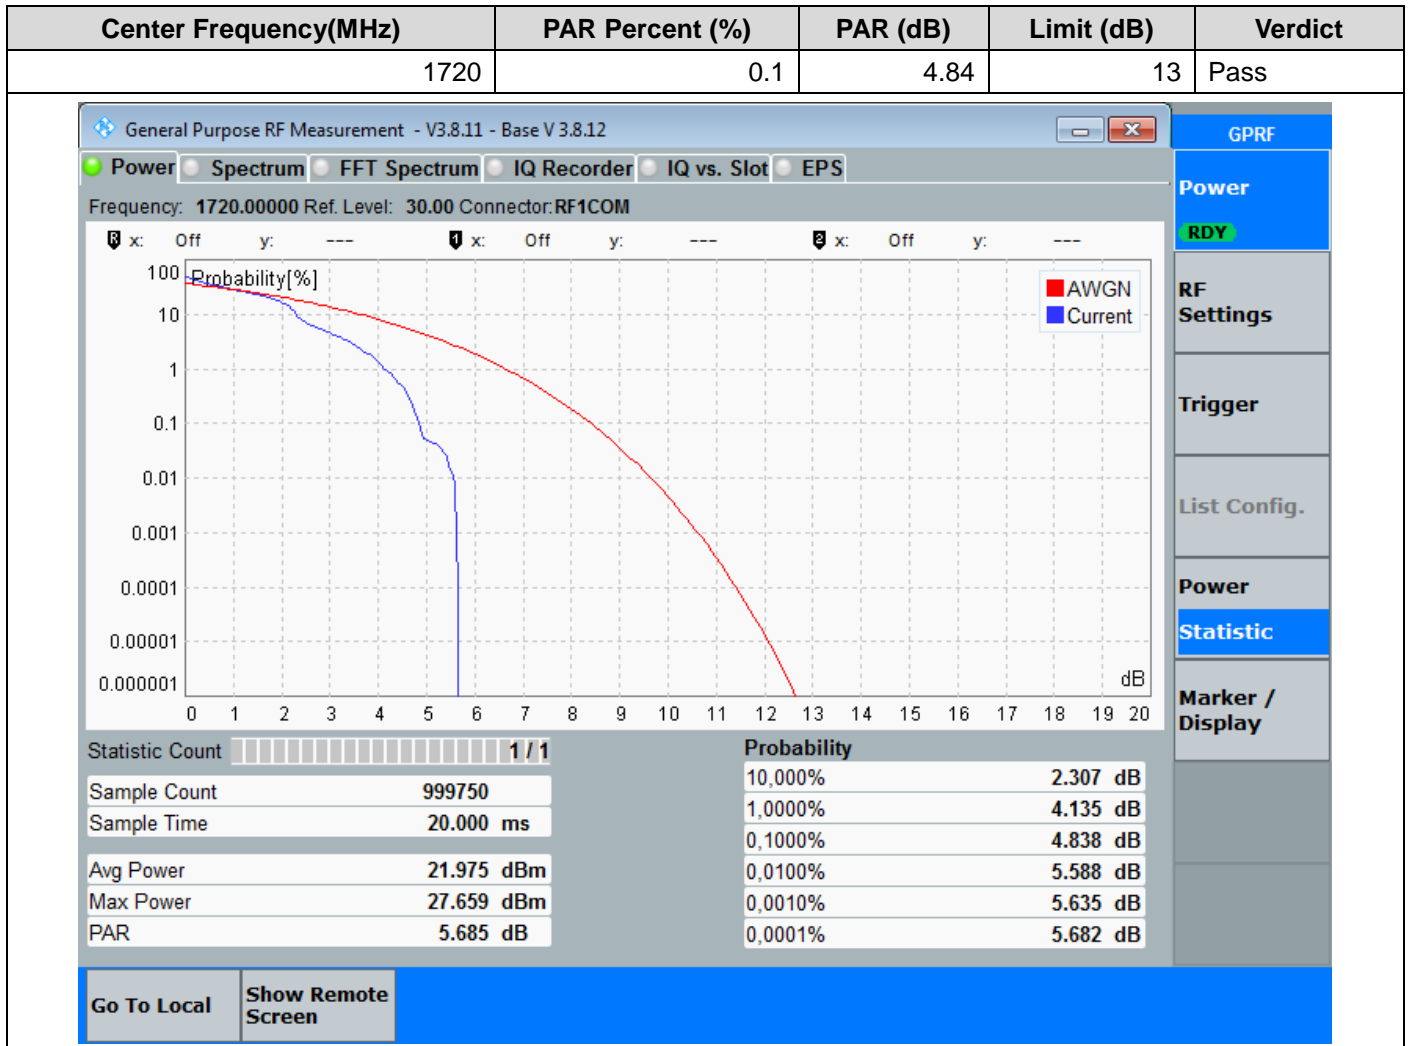 Center Frequency(MHz) PAR Percent (%) PAR (dB) Limit (dB) Verdict
1720 0.1 4.84 13 Pass
General Purpose RF Measurement - V3.8.11 - Base V 3.8.12
GPRF
Power Spectrum FFT Spectrum IQ Recorder IQ vs. Slot EPS
Frequency: 1720.00000 Ref. Level: 30.00 Connector: RF1COM
R x: Off y: --- 1 x: Off y: --- 2 x: Off y: ---
Probability[%]
100
10
1
0.1
0.01
0.001
0.0001
0.00001
0.000001
AWGN
Current
dB
0 1 2 3 4 5 6 7 8 9 10 11 12 13 14 15 16 17 18 19 20
Statistic Count 1 / 1
Sample Count 999750
Sample Time 20.000 ms
Avg Power 21.975 dBm
Max Power 27.659 dBm
PAR 5.685 dB
Probability
10,000% 2.307 dB
1,0000% 4.135 dB
0,1000% 4.838 dB
0,0100% 5.588 dB
0,0010% 5.635 dB
0,0001% 5.682 dB
Power
RDY
RF
Settings
Trigger
List Config.
Power
Statistic
Marker /
Display
Go To Local
Show Remote
Screen